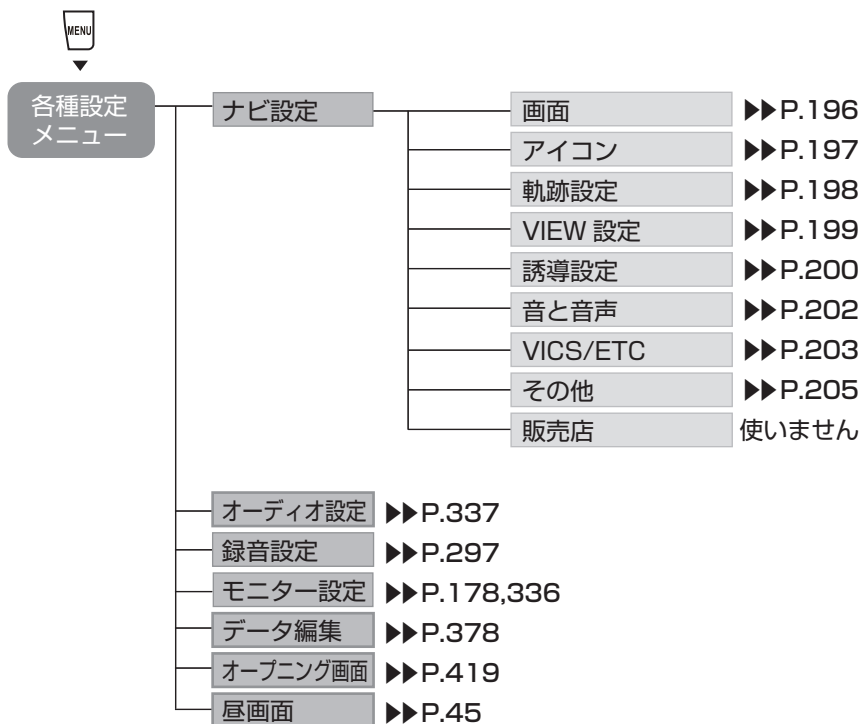 MENU
各種設定
メニュー
ナビ設定
画面 ▶▶P.196
アイコン ▶▶P.197
軌跡設定 ▶▶P.198
VIEW 設定 ▶▶P.199
誘導設定 ▶▶P.200
音と音声 ▶▶P.202
VICS/ETC ▶▶P.203
その他 ▶▶P.205
販売店 使いません
オーディオ設定 ▶▶P.337
録音設定 ▶▶P.297
モニター設定 ▶▶P.178,336
データ編集 ▶▶P.378
オープニング画面 ▶▶P.419
昼画面 ▶▶P.45